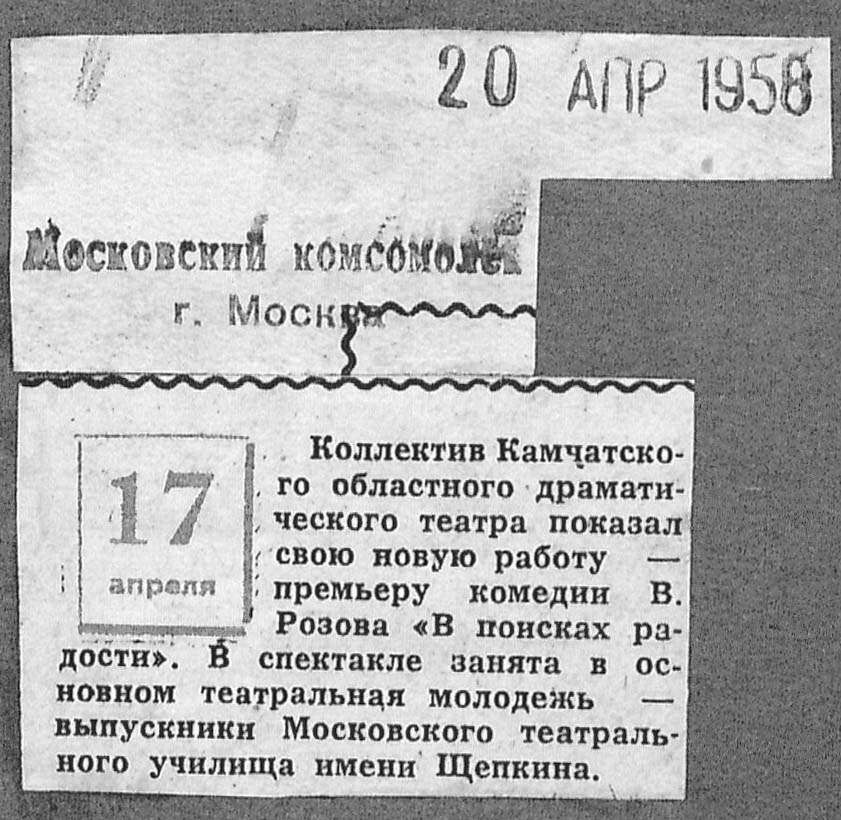 20 АПР 1958
Московский комсомолец
г. Москва
17
апреля
Коллектив Камчатско-
го областного драмати-
ческого театра показал
свою новую работу —
премьеру комедии В.
Розова «В поисках ра-
дости». В спектакле занята в ос-
новном театральная молодежь —
выпускники Московского театраль-
ного училища имени Щепкина.